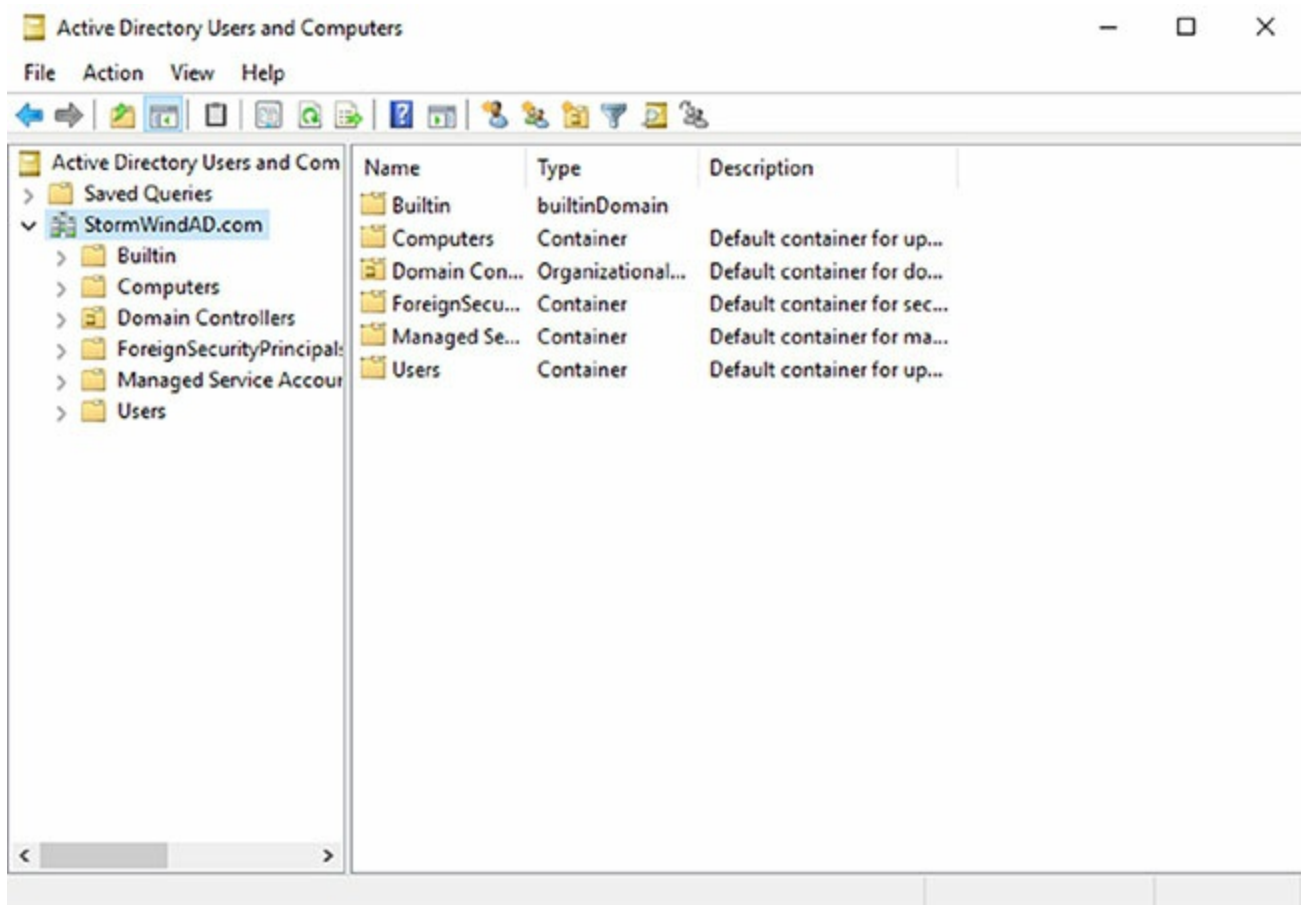 Active Directory Users and Computers
File Action View Help
Active Directory Users and Com
Saved Queries
StormWindAD.com
Builtin
Computers
Domain Controllers
ForeignSecurityPrincipals
Managed Service Accour
Users
Name Type Description
Builtin builtinDomain
Computers Container Default container for up...
Domain Con... Organizational... Default container for do...
ForeignSecu... Container Default container for sec...
Managed Se... Container Default container for ma...
Users Container Default container for up...